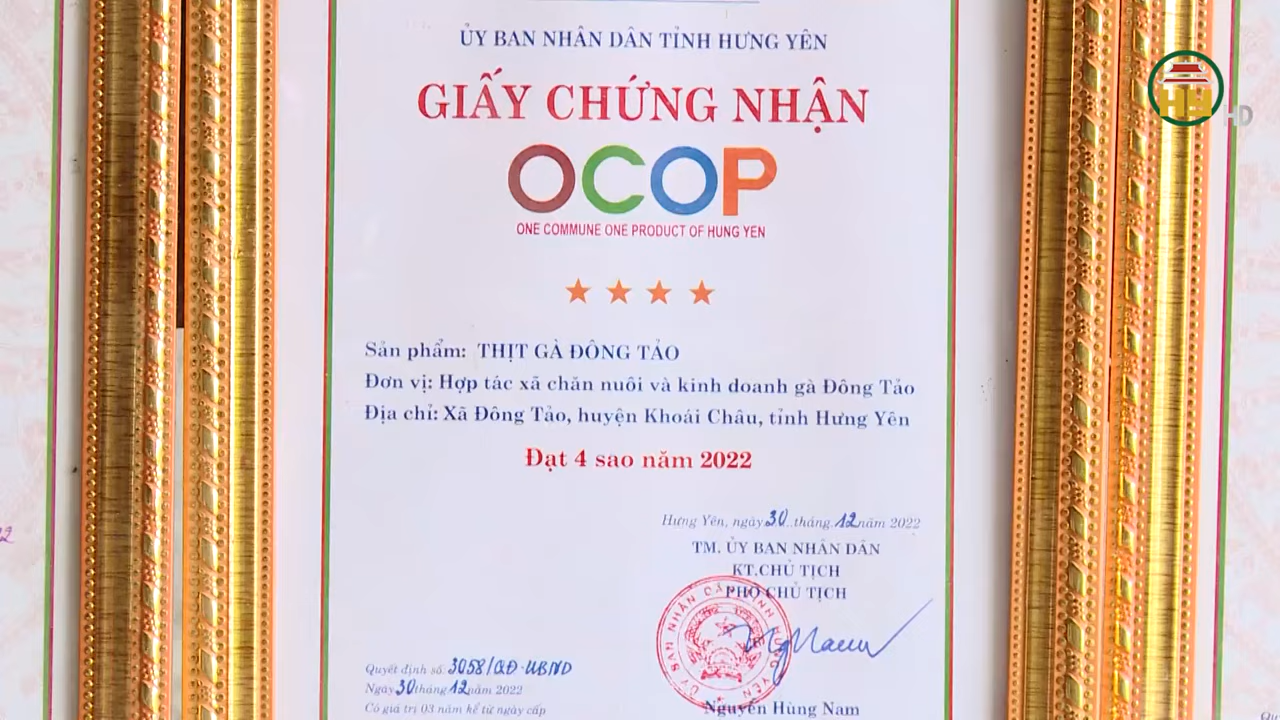 HY HD
ỦY BAN NHÂN DÂN TỈNH HƯNG YÊN
GIẤY CHỨNG NHẬN
OCOP
ONE COMMUNE ONE PRODUCT OF HUNG YEN
Sản phẩm: THỊT GÀ ĐÔNG TẢO
Đơn vị: Hợp tác xã chăn nuôi và kinh doanh gà Đông Tảo
Địa chỉ: Xã Đông Tảo, huyện Khoái Châu, tỉnh Hưng Yên
Đạt 4 sao năm 2022
Hưng Yên, ngày 30 tháng 12 năm 2022
TM. ỦY BAN NHÂN DÂN
KT.CHỦ TỊCH
PHÓ CHỦ TỊCH
Nguyễn Hùng Nam
Quyết định số: 3058/QĐ-UBND
Ngày 30 tháng 12 năm 2022
Có giá trị 03 năm kể từ ngày cấp